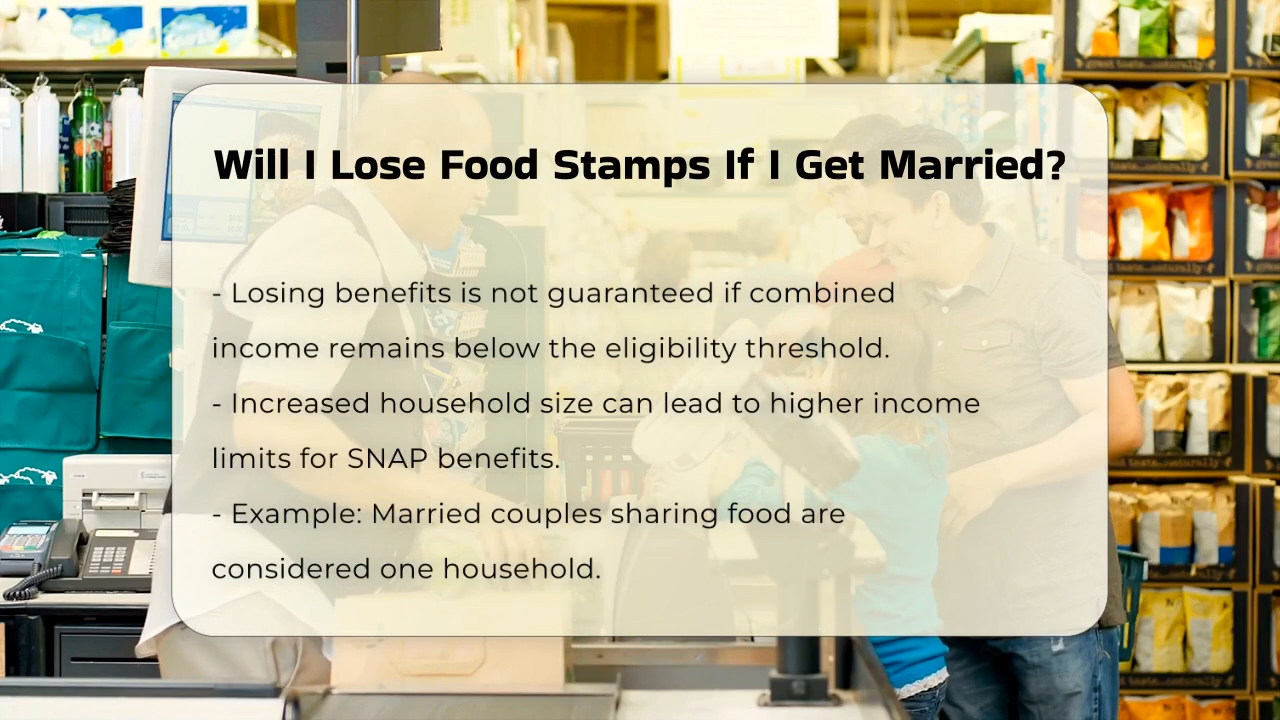 Will I Lose Food Stamps If I Get Married?
- Losing benefits is not guaranteed if combined
income remains below the eligibility threshold.
- Increased household size can lead to higher income
limits for SNAP benefits.
- Example: Married couples sharing food are
considered one household.